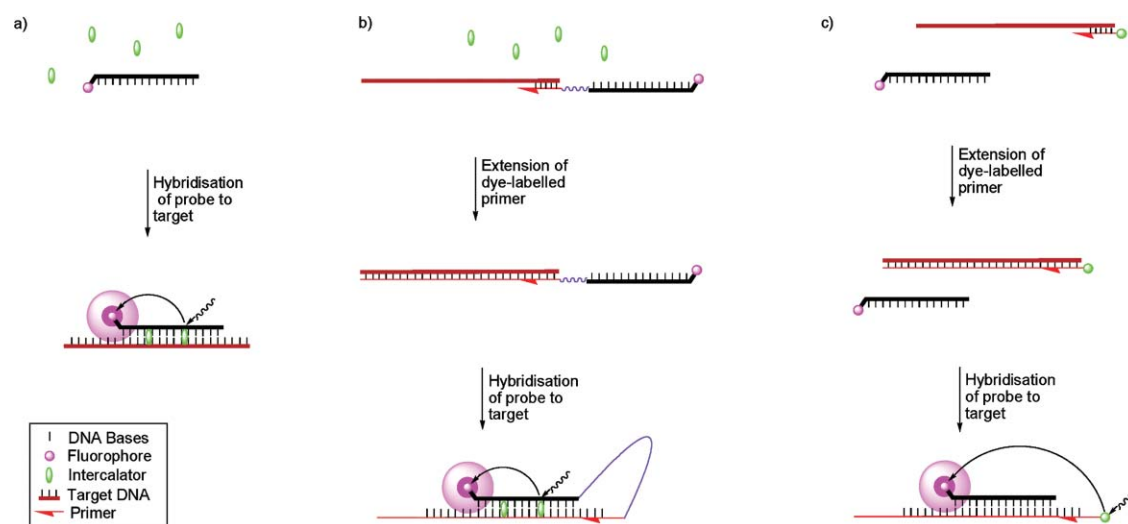 a)
Hybridisation
of probe to
target
DNA Bases
Fluorophore
Intercalator
Target DNA
Primer
b)
Extension of
dye-labelled
primer
Hybridisation
of probe to
target
c)
Extension of
dye-labelled
primer
Hybridisation
of probe to
target